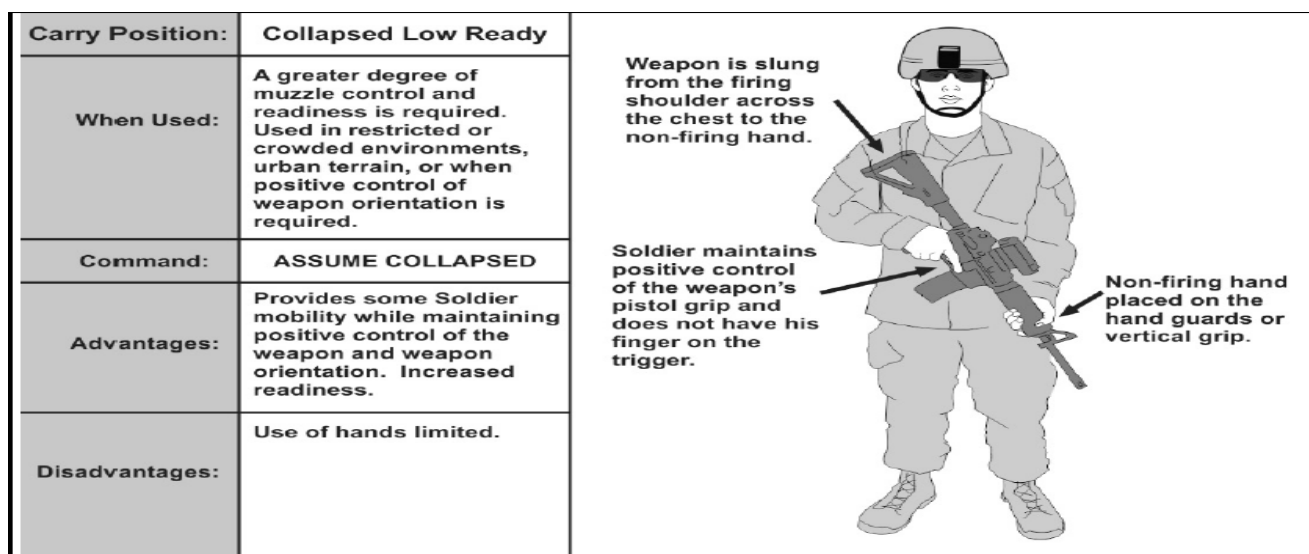 Carry Position:
Collapsed Low Ready
When Used:
A greater degree of
muzzle control and
readiness is required.
Used in restricted or
crowded environments,
urban terrain, or when
positive control of
weapon orientation is
required.
Command:
ASSUME COLLAPSED
Advantages:
Provides some Soldier
mobility while maintaining
positive control of the
weapon and weapon
orientation. Increased
readiness.
Disadvantages:
Use of hands limited.
Weapon is slung
from the firing
shoulder across
the chest to the
non-firing hand.
Soldier maintains
positive control
of the weapon's
pistol grip and
does not have his
finger on the
trigger.
Non-firing hand
placed on the
hand guards or
vertical grip.